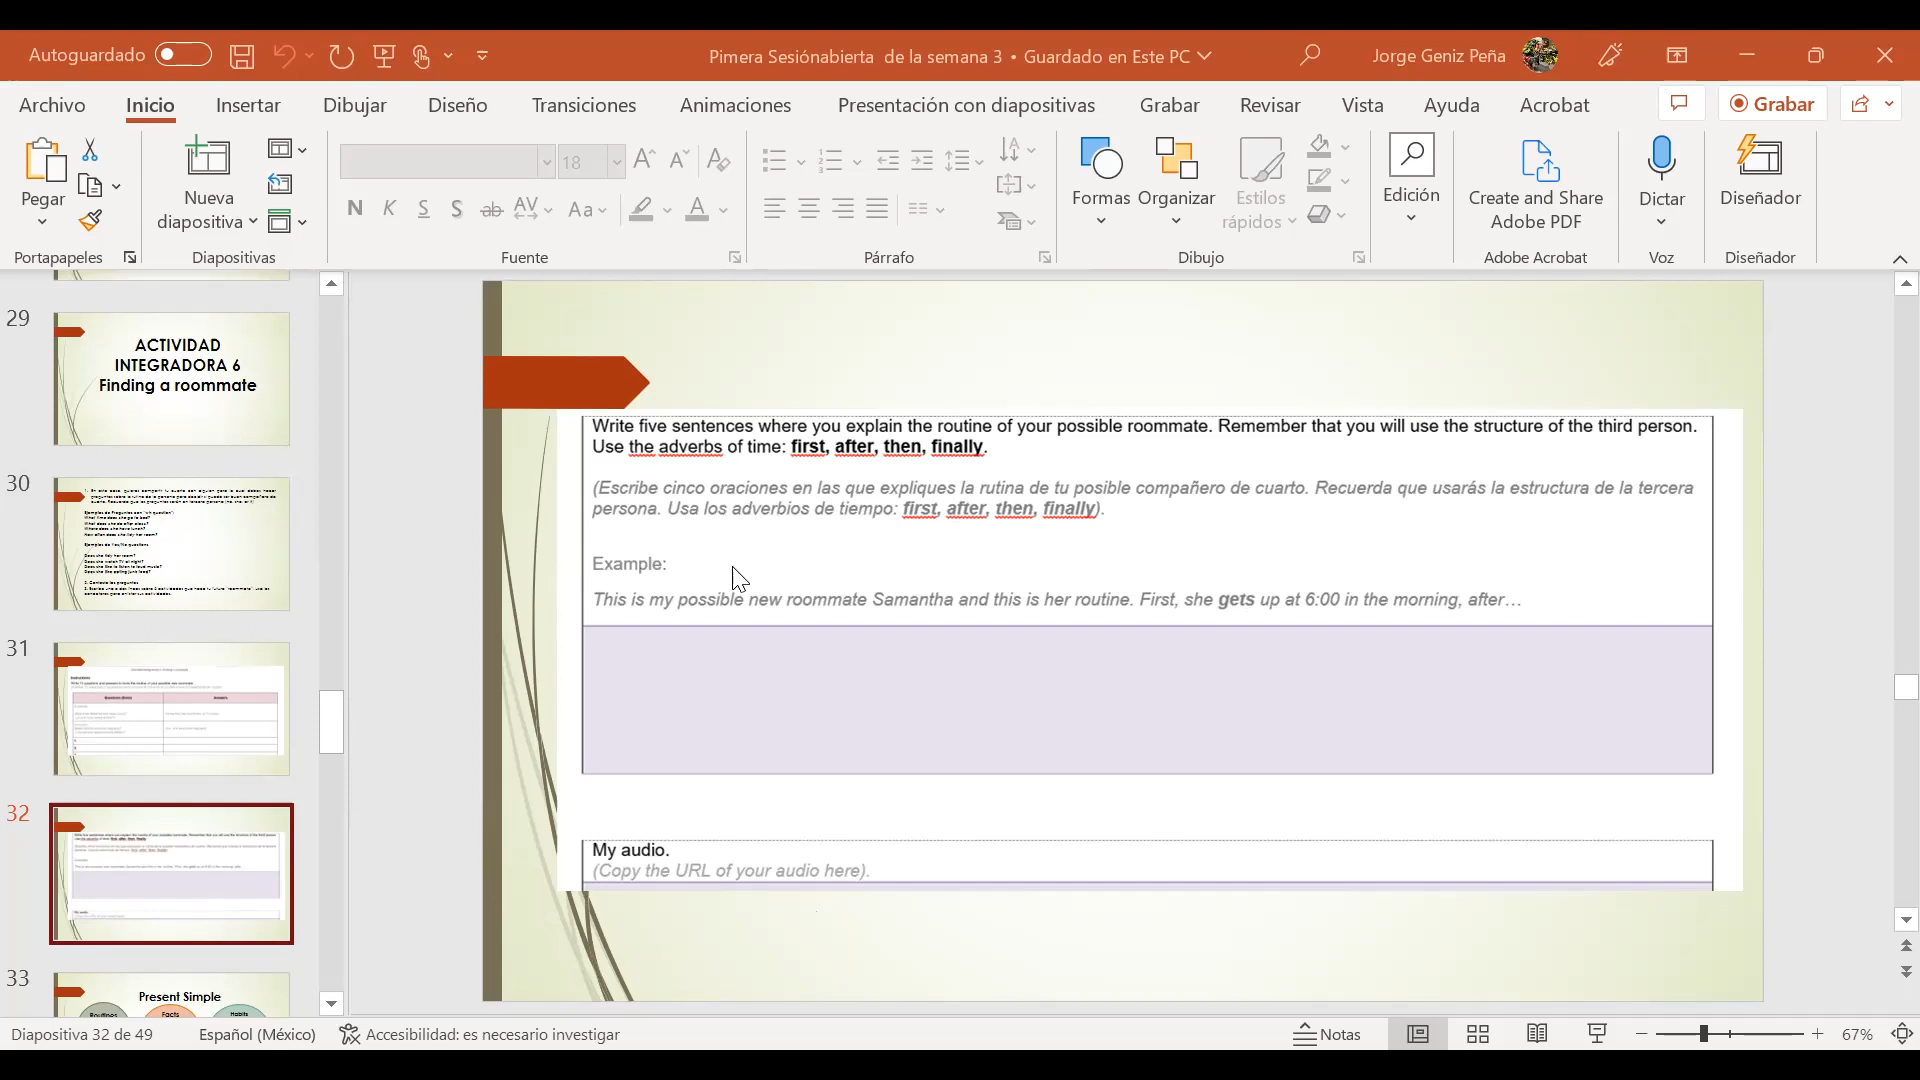 Autoguardado
Pimera Sesiónabierta de la semana 3 • Guardado en Este PC
Jorge Geniz Peña
Archivo Inicio Insertar Dibujar Diseño Transiciones Animaciones Presentación con diapositivas Grabar Revisar Vista Ayuda Acrobat
Grabar
Pegar
Nueva diapositiva
18
N K S S ab AV Aa A
Formas
Organizar
Estilos rápidos
Edición
Create and Share Adobe PDF
Dictar
Diseñador
Portapapeles Diapositivas Fuente Párrafo Dibujo Adobe Acrobat Voz Diseñador
29
ACTIVIDAD
INTEGRADORA 6
Finding a roommate
30
31
32
33
Present Simple
Routines Facts Habits
Write five sentences where you explain the routine of your possible roommate. Remember that you will use the structure of the third person.
Use the adverbs of time: first, after, then, finally.
(Escribe cinco oraciones en las que expliques la rutina de tu posible compañero de cuarto. Recuerda que usarás la estructura de la tercera
persona. Usa los adverbios de tiempo: first, after, then, finally).
Example:
This is my possible new roommate Samantha and this is her routine. First, she gets up at 6:00 in the morning, after…
My audio.
(Copy the URL of your audio here).
Diapositiva 32 de 49
Español (México)
Accesibilidad: es necesario investigar
Notas
67%